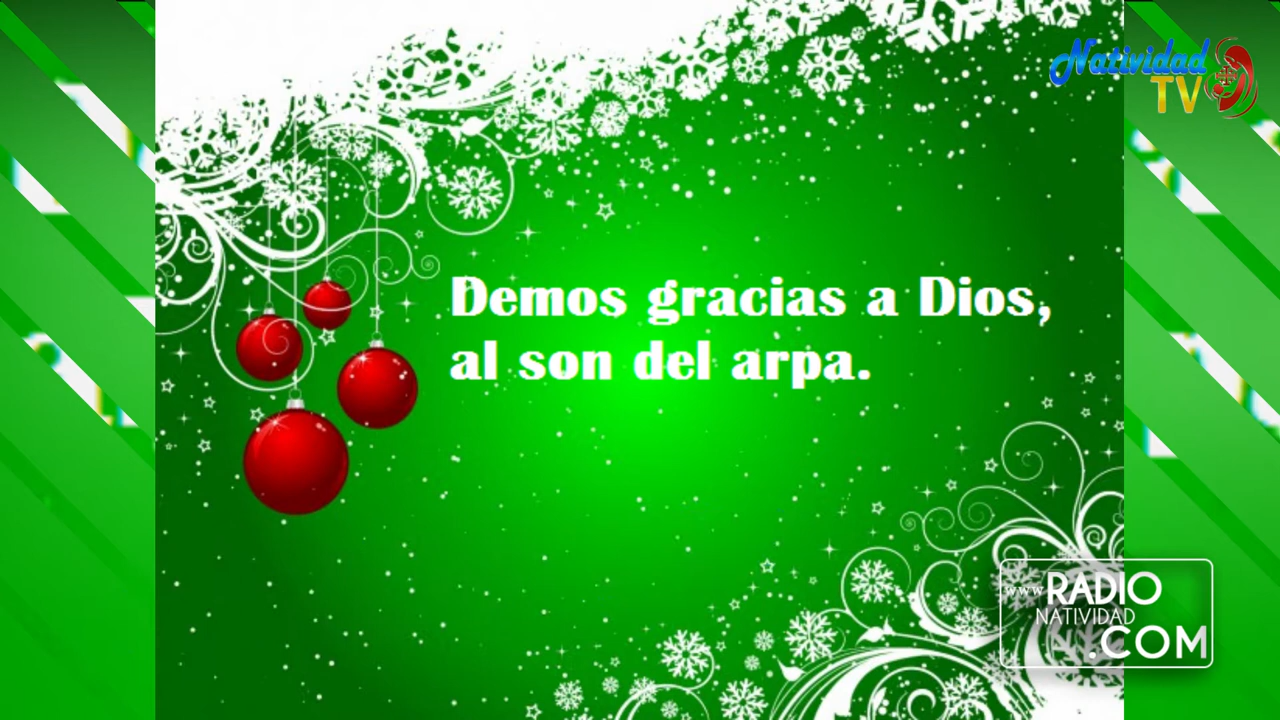 Natividad
TV
Demos gracias a Dios,
al son del arpa.
www.RADIO
NATIVIDAD
.COM